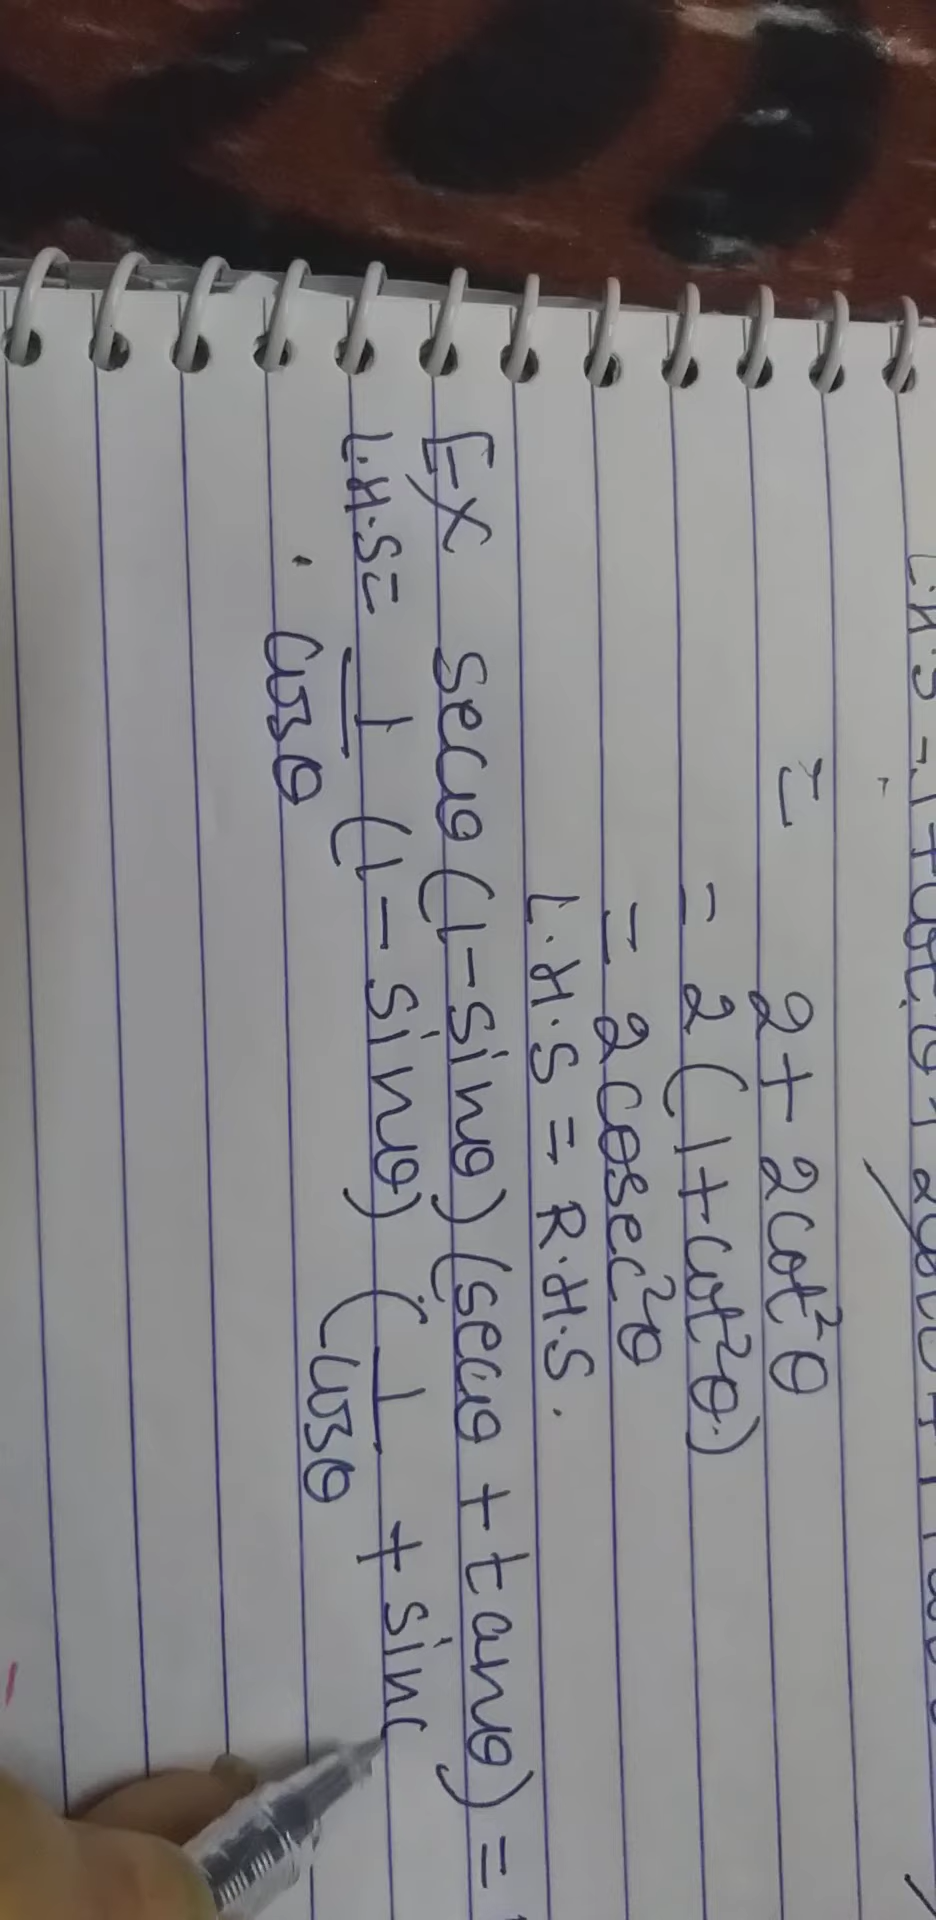 L.H.S =
= 2 + 2cot²θ
= 2(1+cot²θ)
= 2cosec²θ
L.H.S = R.H.S.
Ex secθ(1-sinθ)(secθ + tanθ) =
L.H.S = 1/cosθ (1-sinθ) (1/cosθ + sin